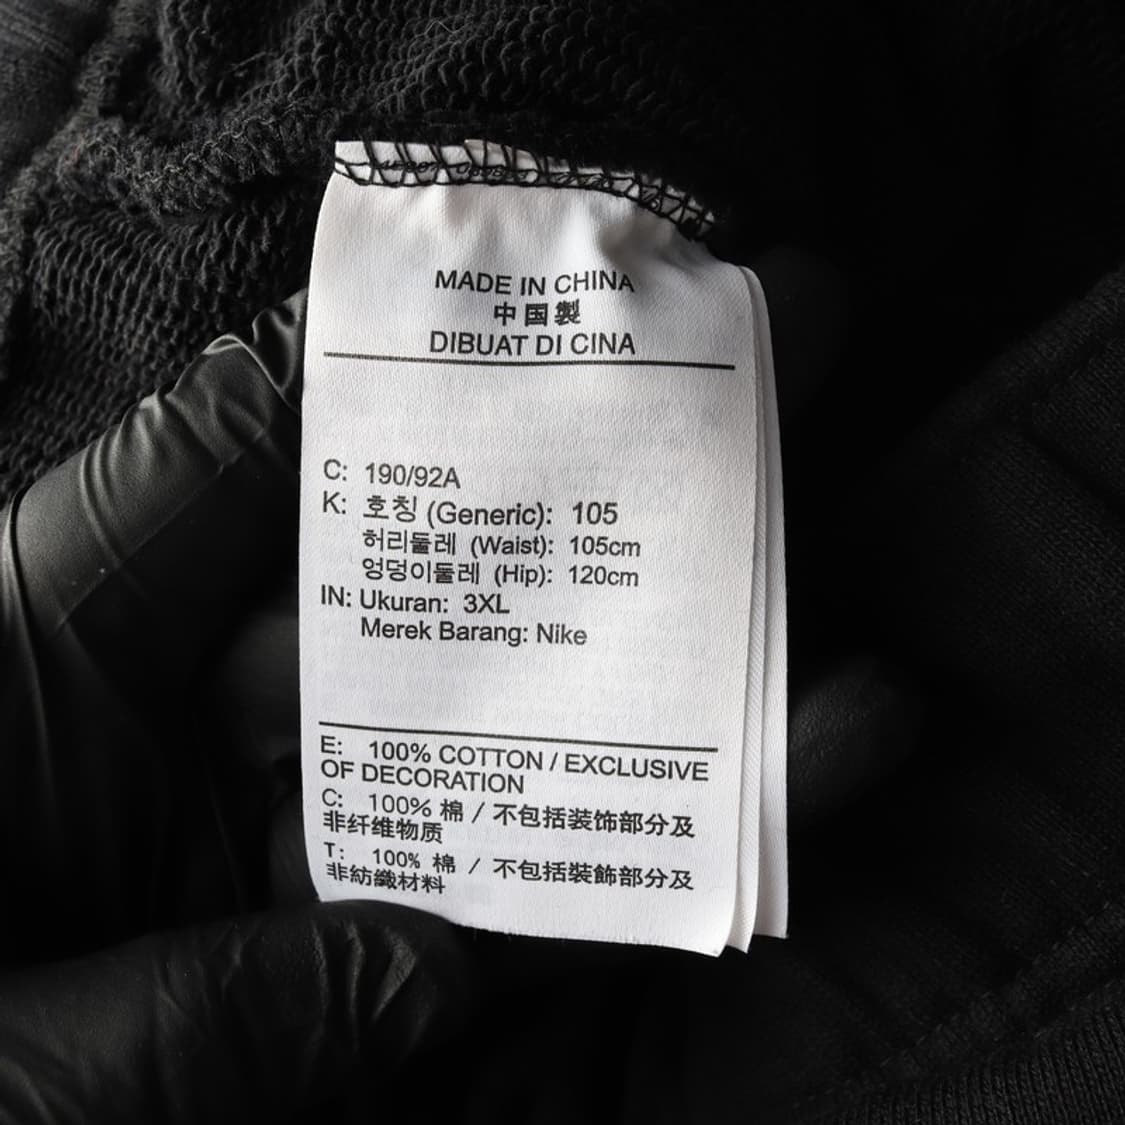 MADE IN CHINA
中国製
DIBUAT DI CINA
C: 190/92A
K: 호칭 (Generic): 105
허리둘레 (Waist): 105cm
엉덩이둘레 (Hip): 120cm
IN: Ukuran: 3XL
Merek Barang: Nike
E: 100% COTTON / EXCLUSIVE
OF DECORATION
C: 100% 棉 / 不包括装饰部分及
非纤维物质
T: 100% 棉 / 不包括裝飾部分及
非紡織材料